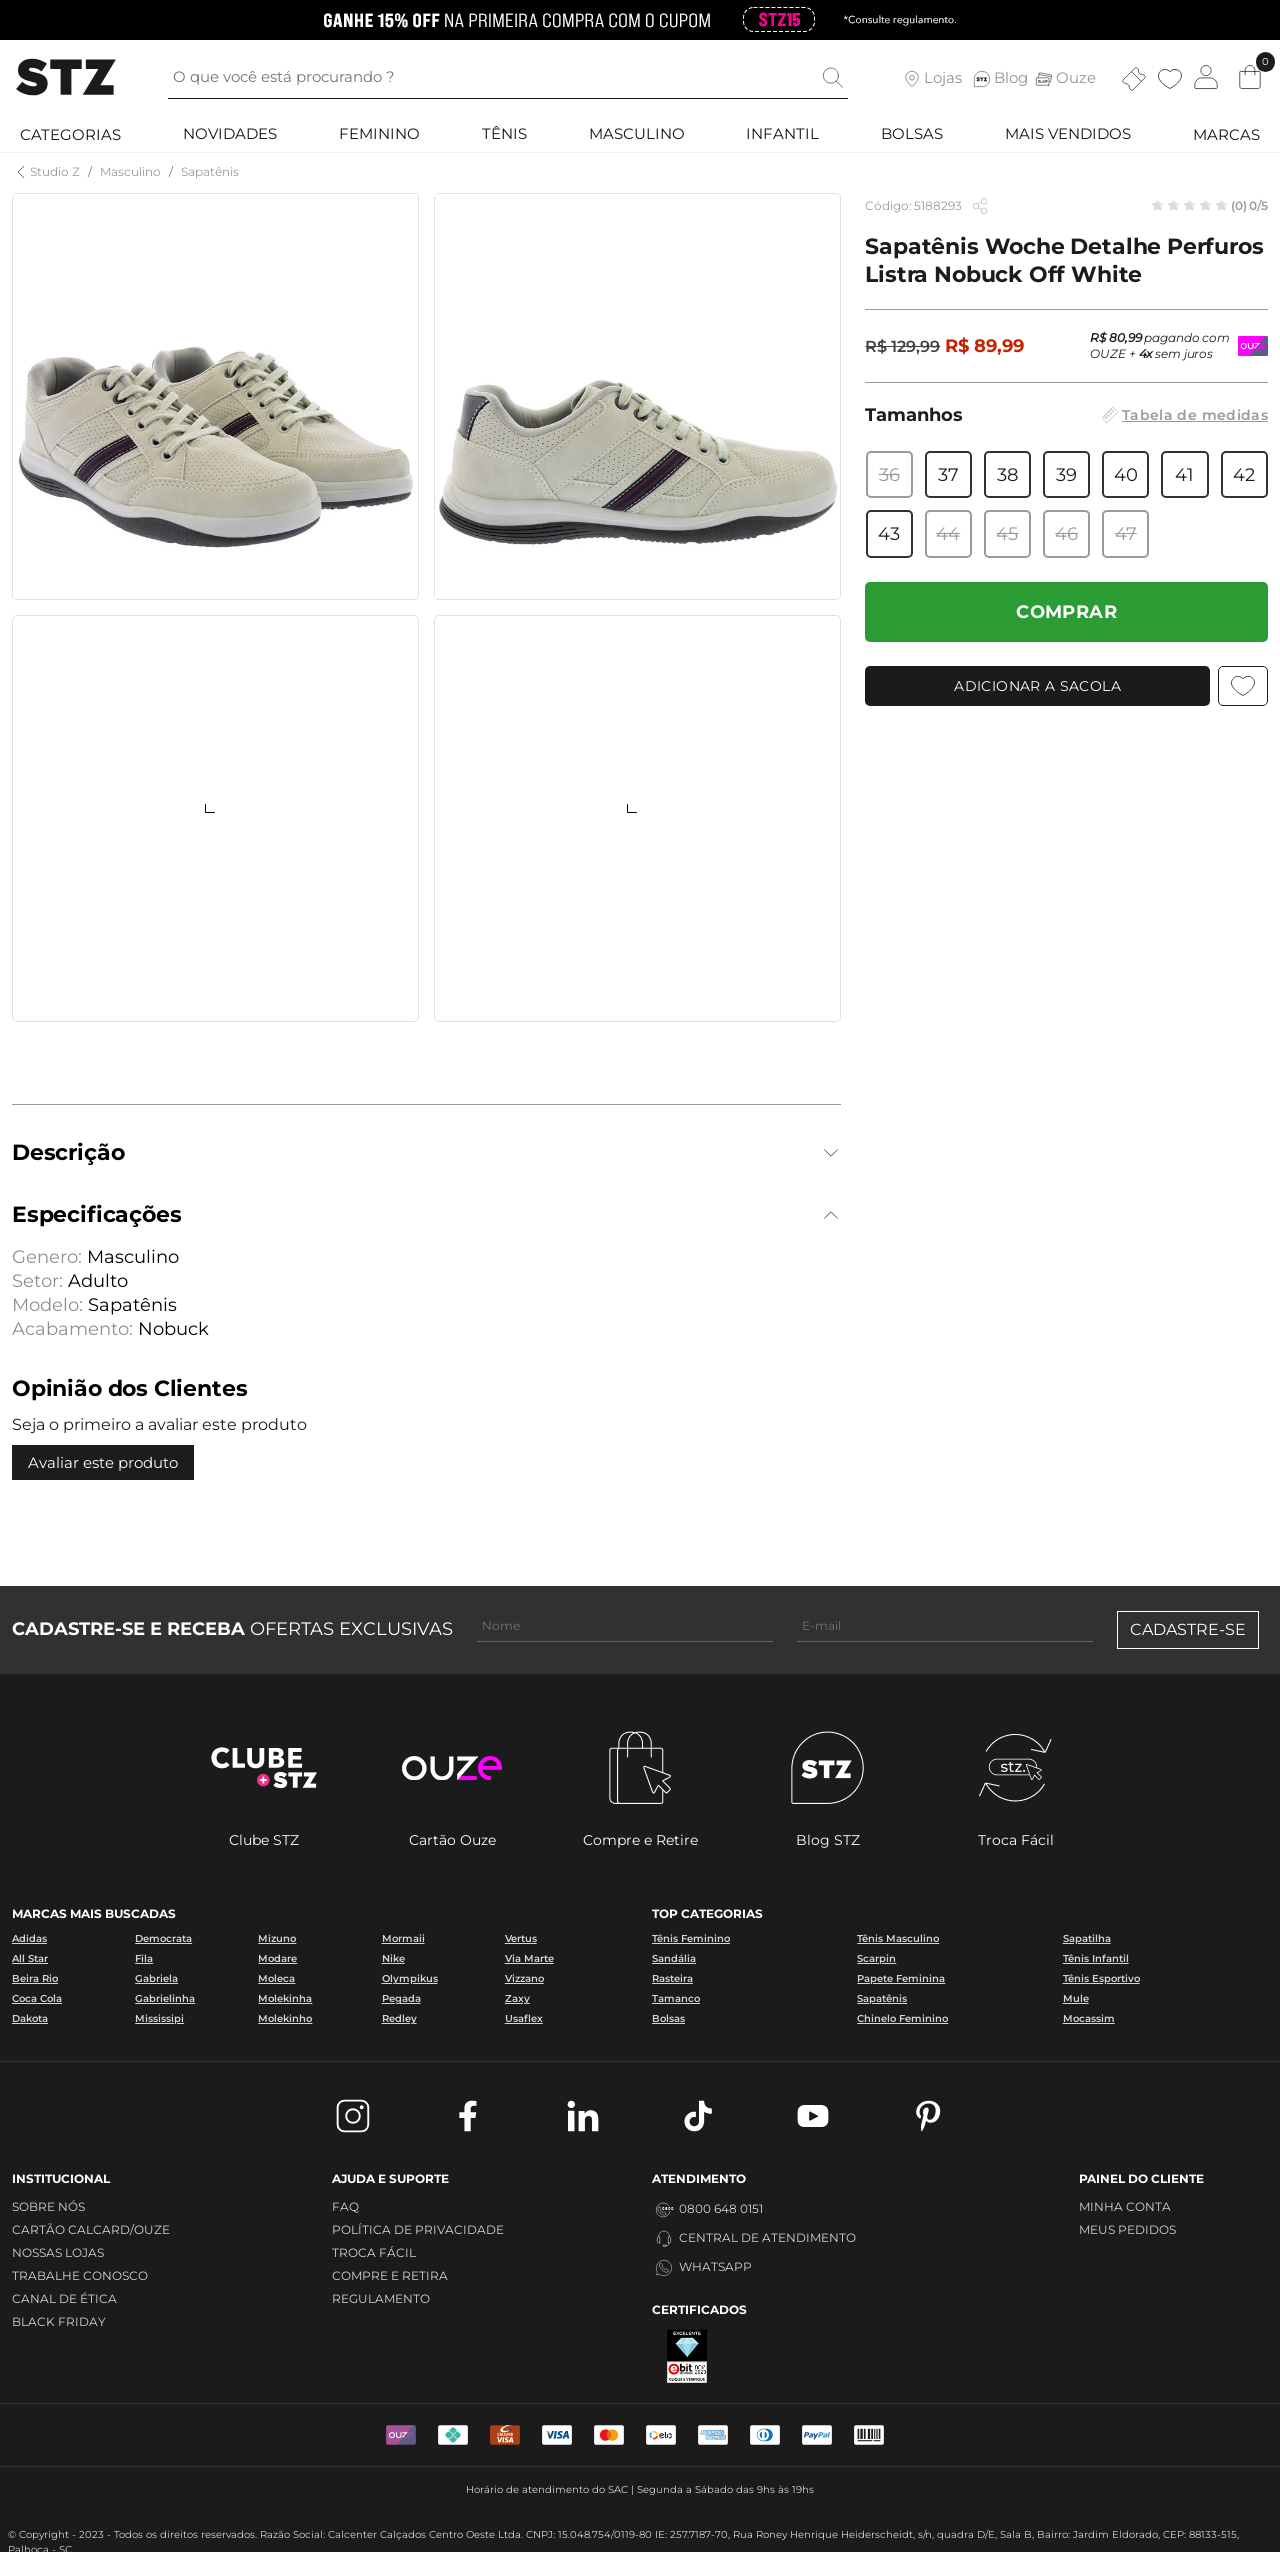 GANHE 15% OFF NA PRIMEIRA COMPRA COM O CUPOM STZ15 *Consulte regulamento.
STZ
O que você está procurando ?
Lojas
STZ Blog
Ouze
0
CATEGORIAS
NOVIDADES
FEMININO
TÊNIS
MASCULINO
INFANTIL
BOLSAS
MAIS VENDIDOS
MARCAS
Studio Z / Masculino / Sapatênis
Código: 5188293
(0) 0/5
Sapatênis Woche Detalhe Perfuros
Listra Nobuck Off White
R$ 129,99 R$ 89,99
R$ 80,99 pagando com
OUZE + 4x sem juros
OUZE
Tamanhos
Tabela de medidas
36 37 38 39 40 41 42
43 44 45 46 47
COMPRAR
ADICIONAR A SACOLA
Descrição
Especificações
Genero: Masculino
Setor: Adulto
Modelo: Sapatênis
Acabamento: Nobuck
Opinião dos Clientes
Seja o primeiro a avaliar este produto
Avaliar este produto
CADASTRE-SE E RECEBA OFERTAS EXCLUSIVAS
Nome
E-mail
CADASTRE-SE
CLUBE
+STZ
ouze
STZ
stz.
Clube STZ
Cartão Ouze
Compre e Retire
Blog STZ
Troca Fácil
MARCAS MAIS BUSCADAS
Adidas Democrata Mizuno Mormaii Vertus
All Star Fila Modare Nike Via Marte
Beira Rio Gabriela Moleca Olympikus Vizzano
Coca Cola Gabrielinha Molekinha Pegada Zaxy
Dakota Mississipi Molekinho Redley Usaflex
TOP CATEGORIAS
Tênis Feminino Tênis Masculino Sapatilha
Sandália Scarpin Tênis Infantil
Rasteira Papete Feminina Tênis Esportivo
Tamanco Sapatênis Mule
Bolsas Chinelo Feminino Mocassim
INSTITUCIONAL
SOBRE NÓS
CARTÃO CALCARD/OUZE
NOSSAS LOJAS
TRABALHE CONOSCO
CANAL DE ÉTICA
BLACK FRIDAY
AJUDA E SUPORTE
FAQ
POLÍTICA DE PRIVACIDADE
TROCA FÁCIL
COMPRE E RETIRA
REGULAMENTO
ATENDIMENTO
0800 648 0151
CENTRAL DE ATENDIMENTO
WHATSAPP
CERTIFICADOS
EXCELENTE
ebit
CLIQUE E VERIFIQUE
PAINEL DO CLIENTE
MINHA CONTA
MEUS PEDIDOS
VISA
VISA
elo
PayPal
Horário de atendimento do SAC | Segunda a Sábado das 9hs às 19hs
© Copyright - 2023 - Todos os direitos reservados. Razão Social: Calcenter Calçados Centro Oeste Ltda. CNPJ: 15.048.754/0119-80 IE: 257.7187-70, Rua Roney Henrique Heiderscheidt, s/n, quadra D/E, Sala B, Bairro: Jardim Eldorado, CEP: 88133-515,
Palhoça - SC